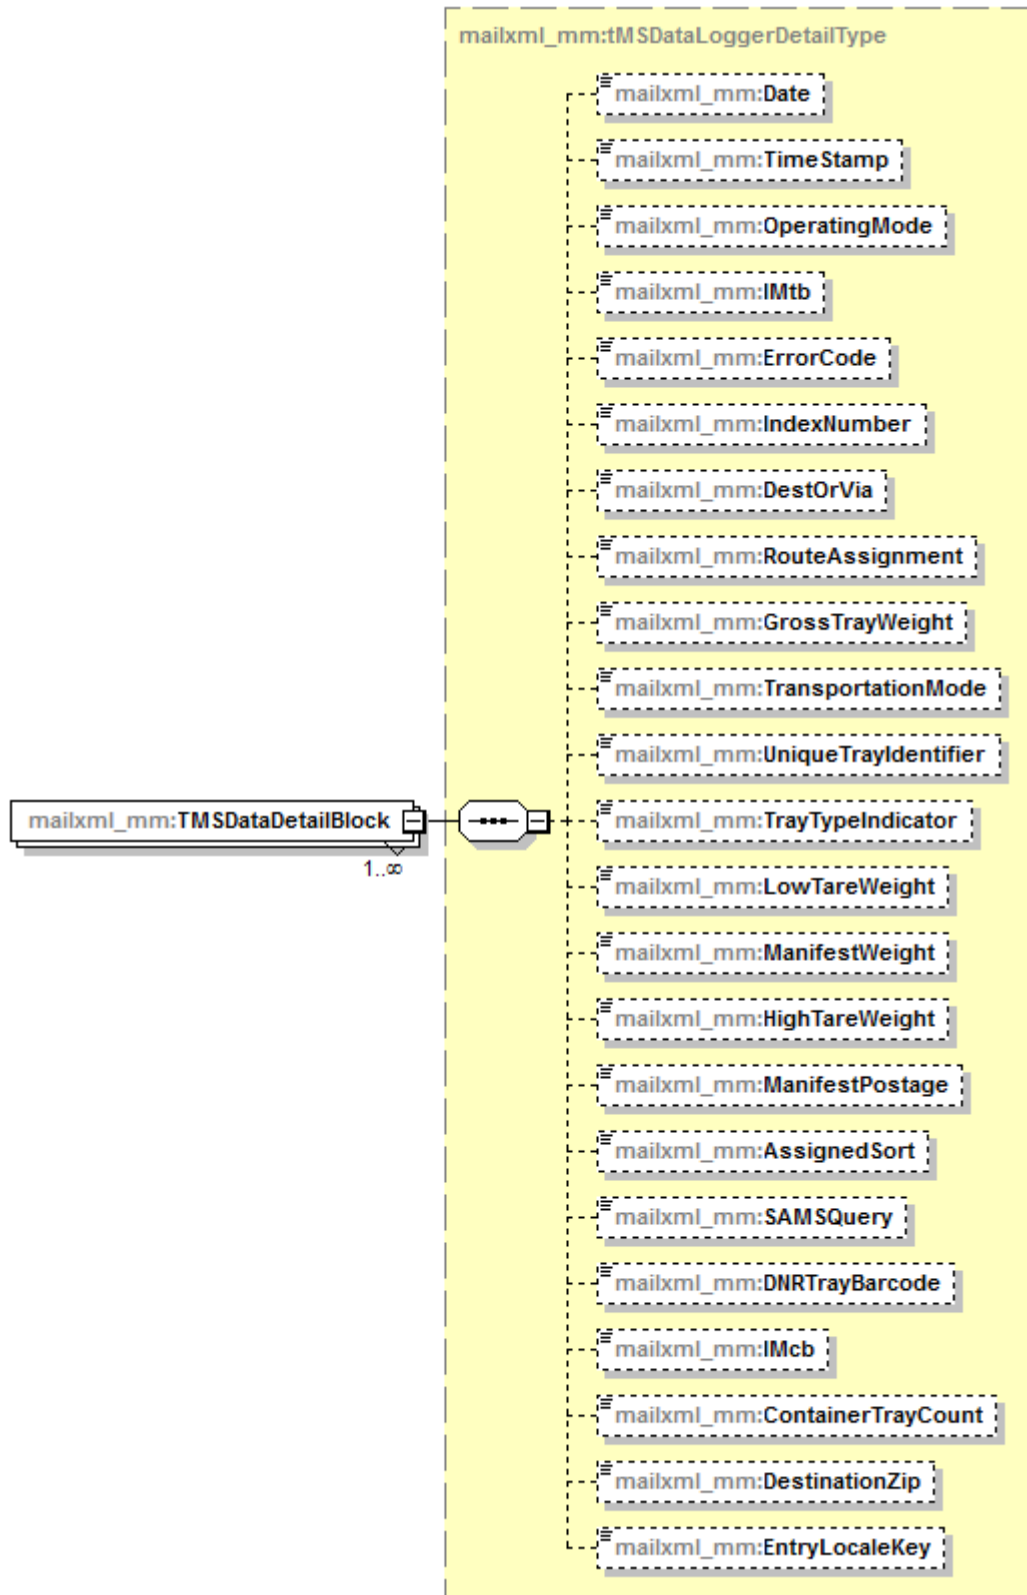 mailxml_mm:tMSDataLoggerDetailType
mailxml_mm:Date
mailxml_mm:TimeStamp
mailxml_mm:OperatingMode
mailxml_mm:IMtb
mailxml_mm:ErrorCode
mailxml_mm:IndexNumber
mailxml_mm:DestOrVia
mailxml_mm:RouteAssignment
mailxml_mm:GrossTrayWeight
mailxml_mm:TransportationMode
mailxml_mm:UniqueTrayIdentifier
mailxml_mm:TMSDataDetailBlock
1..∞
mailxml_mm:TrayTypeIndicator
mailxml_mm:LowTareWeight
mailxml_mm:ManifestWeight
mailxml_mm:HighTareWeight
mailxml_mm:ManifestPostage
mailxml_mm:AssignedSort
mailxml_mm:SAMSQuery
mailxml_mm:DNRTrayBarcode
mailxml_mm:IMcb
mailxml_mm:ContainerTrayCount
mailxml_mm:DestinationZip
mailxml_mm:EntryLocaleKey